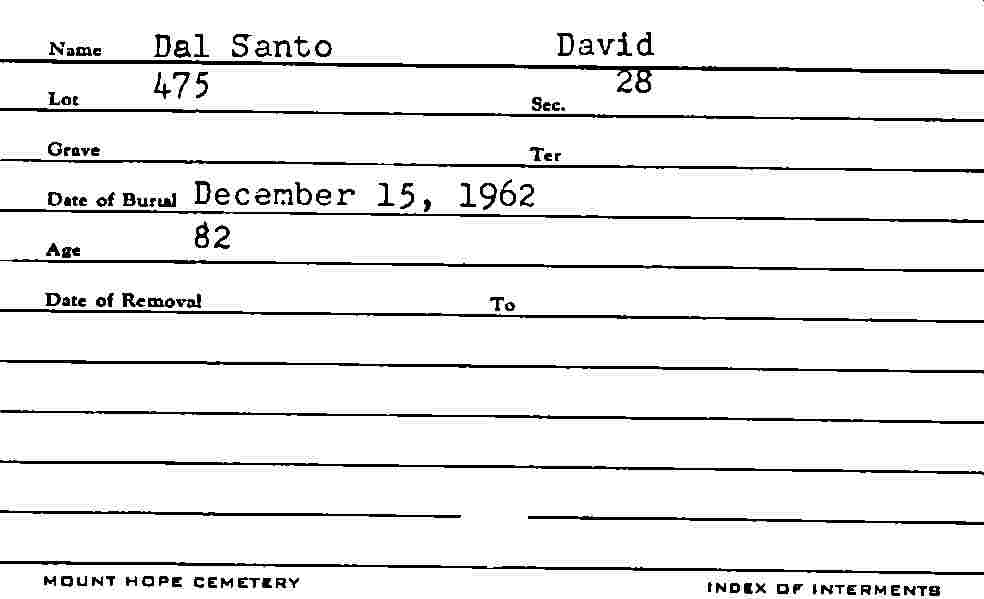 Name Dal Santo David
Lot 475 Sec. 28
Grave Ter
Date of Burial December 15, 1962
Age 82
Date of Removal To
MOUNT HOPE CEMETERY INDEX OF INTERMENTS